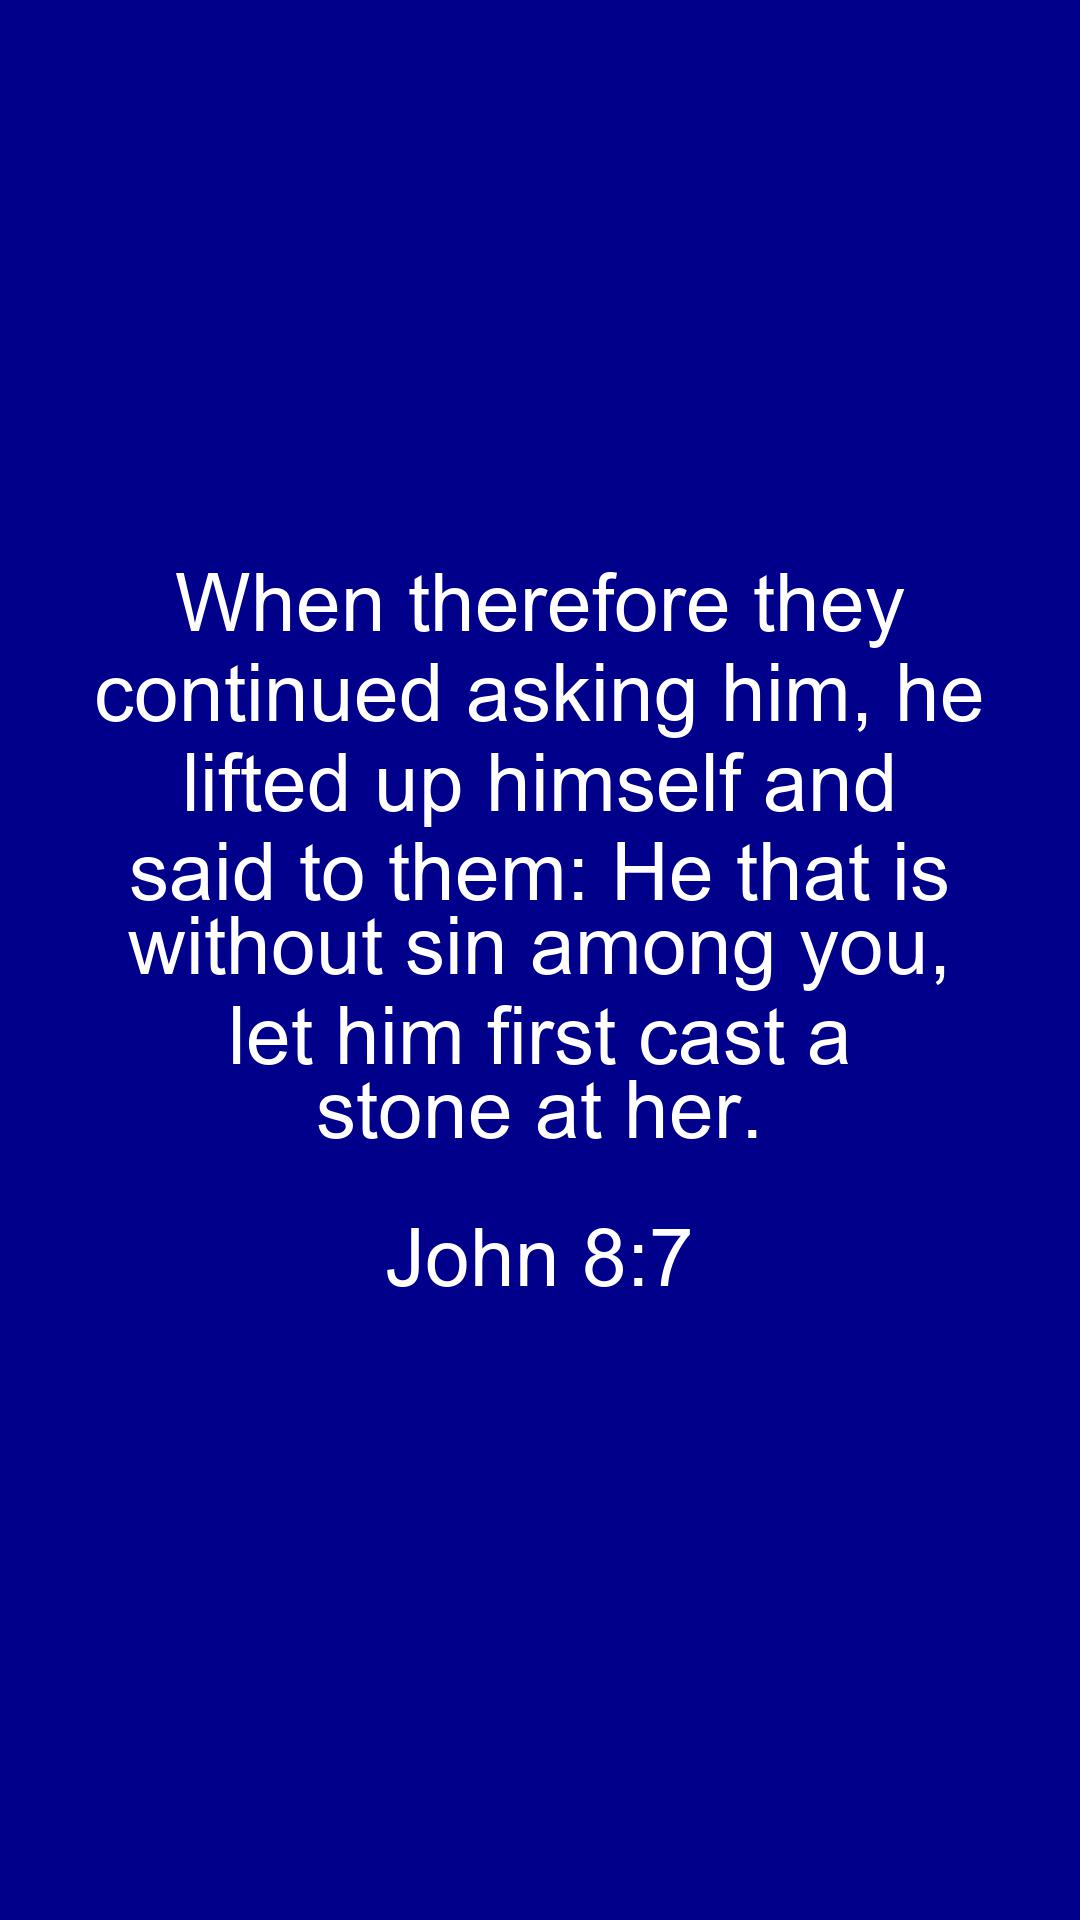 When therefore they
continued asking him, he
lifted up himself and
said to them: He that is
without sin among you,
let him first cast a
stone at her.
John 8:7